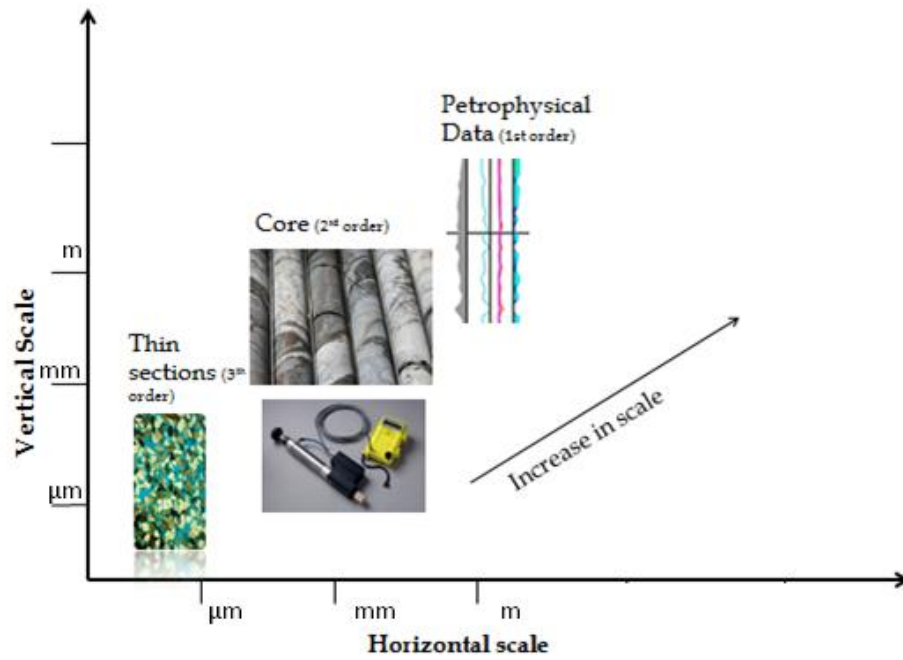 Petrophysical
Data (1st order)
Core (2ⁿᵈ order)
m
Thin
sections (3ᵗʰ
order)
mm
Vertical Scale
µm
Increase in scale
µm
mm
m
Horizontal scale